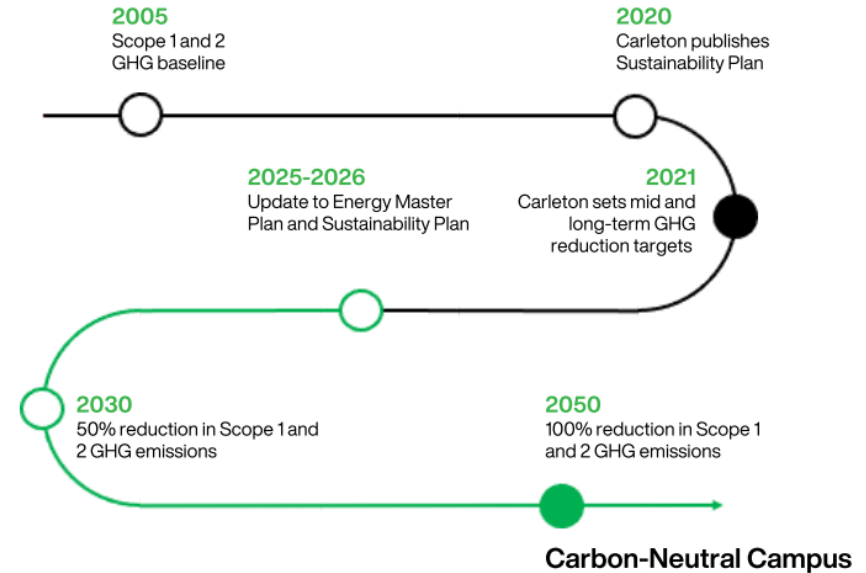 2005
Scope 1 and 2
GHG baseline
2020
Carleton publishes
Sustainability Plan
2025-2026
Update to Energy Master
Plan and Sustainability Plan
2021
Carleton sets mid and
long-term GHG
reduction targets
2030
50% reduction in Scope 1 and
2 GHG emissions
2050
100% reduction in Scope 1
and 2 GHG emissions
Carbon-Neutral Campus